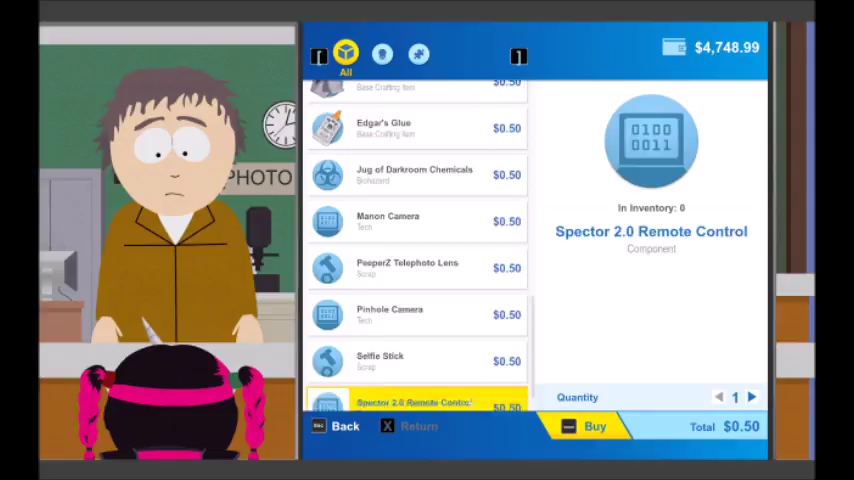 [
All
]
$4,748.99
Base Crafting Item
$0.50
Edgar's Glue
Base Crafting Item
$0.50
Jug of Darkroom Chemicals
Biohazard
$0.50
Manon Camera
Tech
$0.50
PeeperZ Telephoto Lens
Scrap
$0.50
Pinhole Camera
Tech
$0.50
Selfie Stick
Scrap
$0.50
Spector 2.0 Remote Control
$0.50
0100
0011
In Inventory: 0
Spector 2.0 Remote Control
Component
Quantity
1
Back
X Return
Buy
Total $0.50
PHOTO